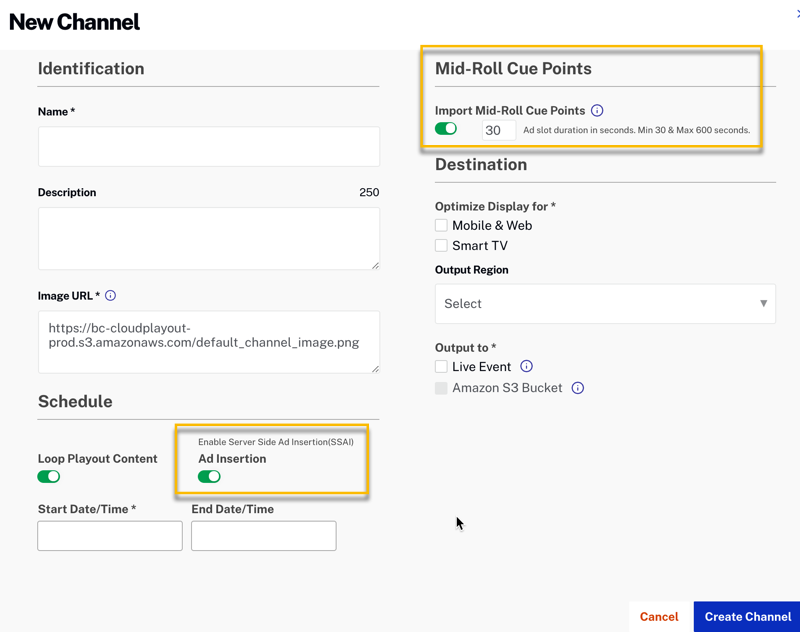 New Channel
Identification
Name *
Description 250
Image URL *
https://bc-cloudplayout-
prod.s3.amazonaws.com/default_channel_image.png
Schedule
Enable Server Side Ad Insertion(SSAI)
Loop Playout Content
Ad Insertion
Start Date/Time *
End Date/Time
Mid-Roll Cue Points
Import Mid-Roll Cue Points
30 Ad slot duration in seconds. Min 30 & Max 600 seconds.
Destination
Optimize Display for *
Mobile & Web
Smart TV
Output Region
Select
Output to *
Live Event
Amazon S3 Bucket
Cancel
Create Channel